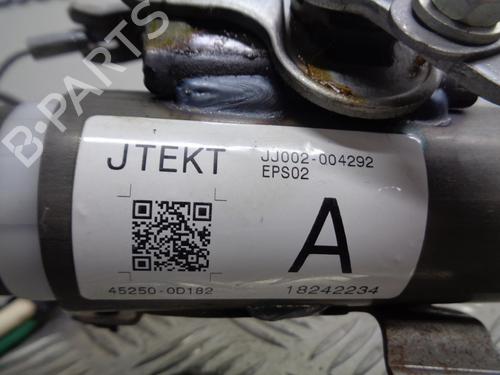 B-PARTS
JTEKT
JJ002-004292
EPS02
A
45250-0D182
18242234